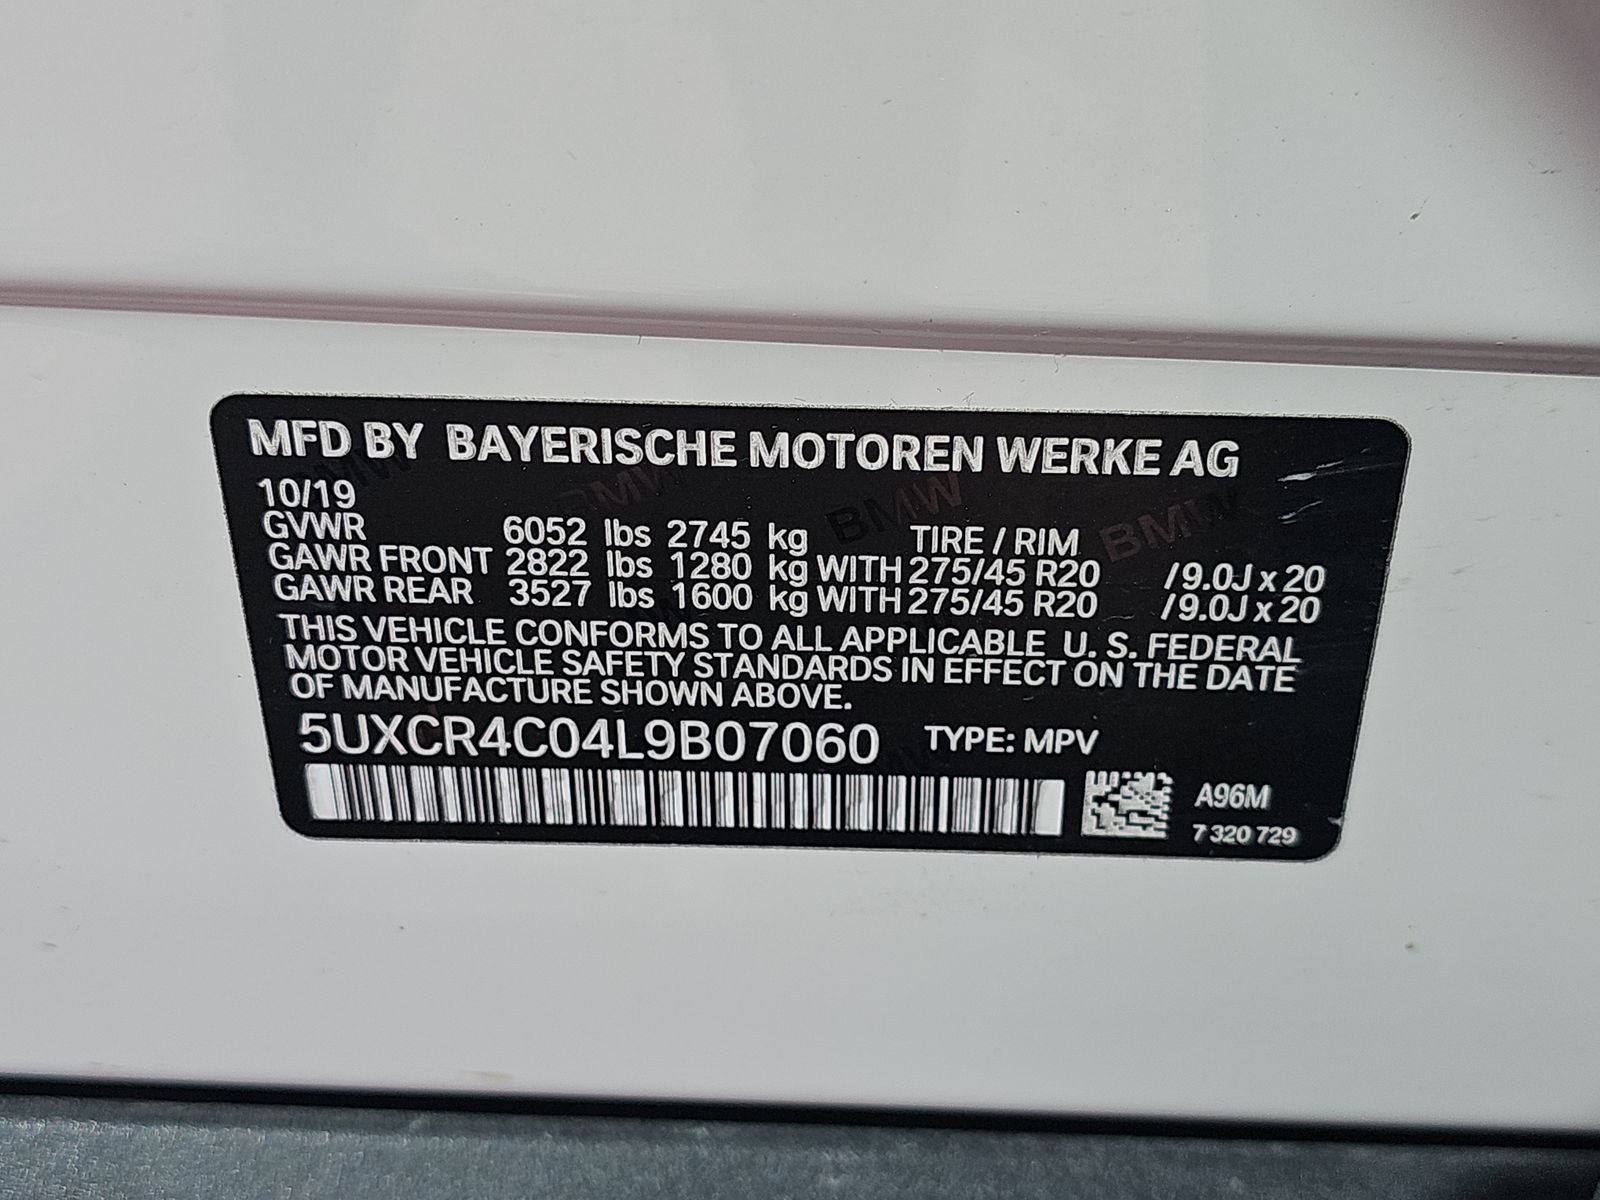 MFD BY BAYERISCHE MOTOREN WERKE AG
10/19
GVWR 6052 lbs 2745 kg TIRE / RIM
GAWR FRONT 2822 lbs 1280 kg WITH 275/45 R20 / 9.0J x 20
GAWR REAR 3527 lbs 1600 kg WITH 275/45 R20 / 9.0J x 20
THIS VEHICLE CONFORMS TO ALL APPLICABLE U. S. FEDERAL
MOTOR VEHICLE SAFETY STANDARDS IN EFFECT ON THE DATE
OF MANUFACTURE SHOWN ABOVE.
5UXCR4C04L9B07060 TYPE: MPV
A96M
7 320 729